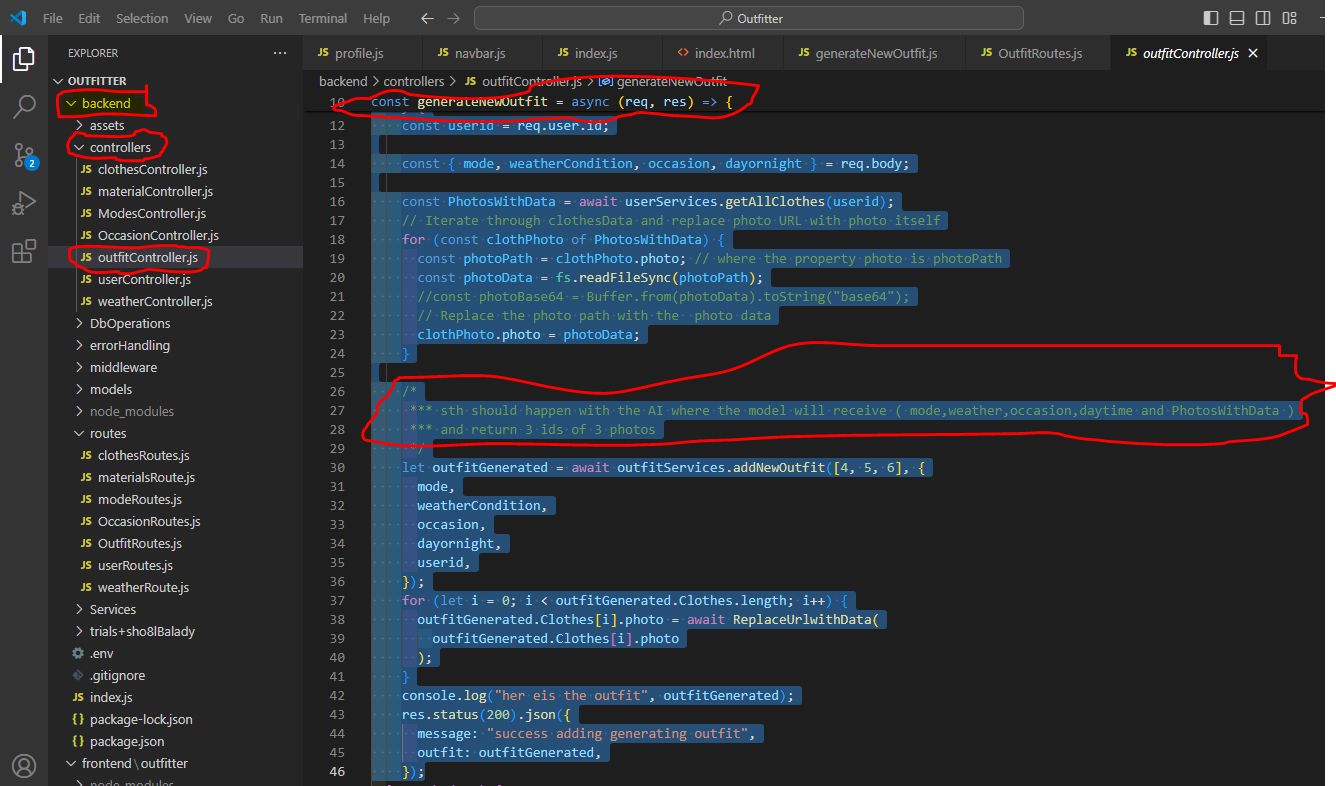 File Edit Selection View Go Run Terminal Help
Outfitter
EXPLORER
OUTFITTER
backend
assets
controllers
JS clothesController.js
JS materialController.js
JS ModesController.js
JS OccasionController.js
JS outfitController.js
JS userController.js
JS weatherController.js
DbOperations
errorHandling
middleware
models
node_modules
routes
JS clothesRoutes.js
JS materialsRoute.js
JS modeRoutes.js
JS OccasionRoutes.js
JS OutfitRoutes.js
JS userRoutes.js
JS weatherRoute.js
Services
trials+sho8lBalady
.env
.gitignore
JS index.js
{} package-lock.json
{} package.json
frontend\outfitter
node_modules
2
JS profile.js JS navbar.js JS index.js <> index.html JS generateNewOutfit.js JS OutfitRoutes.js JS outfitController.js
backend > controllers > JS outfitController.js > generateNewOutfit
10 const generateNewOutfit = async (req, res) => {
12 const userid = req.user.id;
13
14 const { mode, weatherCondition, occasion, dayornight } = req.body;
15
16 const PhotosWithData = await userServices.getAllClothes(userid);
17 // Iterate through clothesData and replace photo URL with photo itself
18 for (const clothPhoto of PhotosWithData) {
19 const photoPath = clothPhoto.photo; // where the property photo is photoPath
20 const photoData = fs.readFileSync(photoPath);
21 //const photoBase64 = Buffer.from(photoData).toString("base64");
22 // Replace the photo path with the  photo data
23 clothPhoto.photo = photoData;
24 }
25
26 /*
27 *** sth should happen with the AI where the model will receive ( mode,weather,occasion,daytime and PhotosWithData )
28 *** and return 3 ids of 3 photos
29 */
30 let outfitGenerated = await outfitServices.addNewOutfit([4, 5, 6], {
31 mode,
32 weatherCondition,
33 occasion,
34 dayornight,
35 userid,
36 });
37 for (let i = 0; i < outfitGenerated.Clothes.length; i++) {
38 outfitGenerated.Clothes[i].photo = await ReplaceUrlwithData(
39 outfitGenerated.Clothes[i].photo
40 );
41 }
42 console.log("her eis the outfit", outfitGenerated);
43 res.status(200).json({
44 message: "success adding generating outfit",
45 outfit: outfitGenerated,
46 });